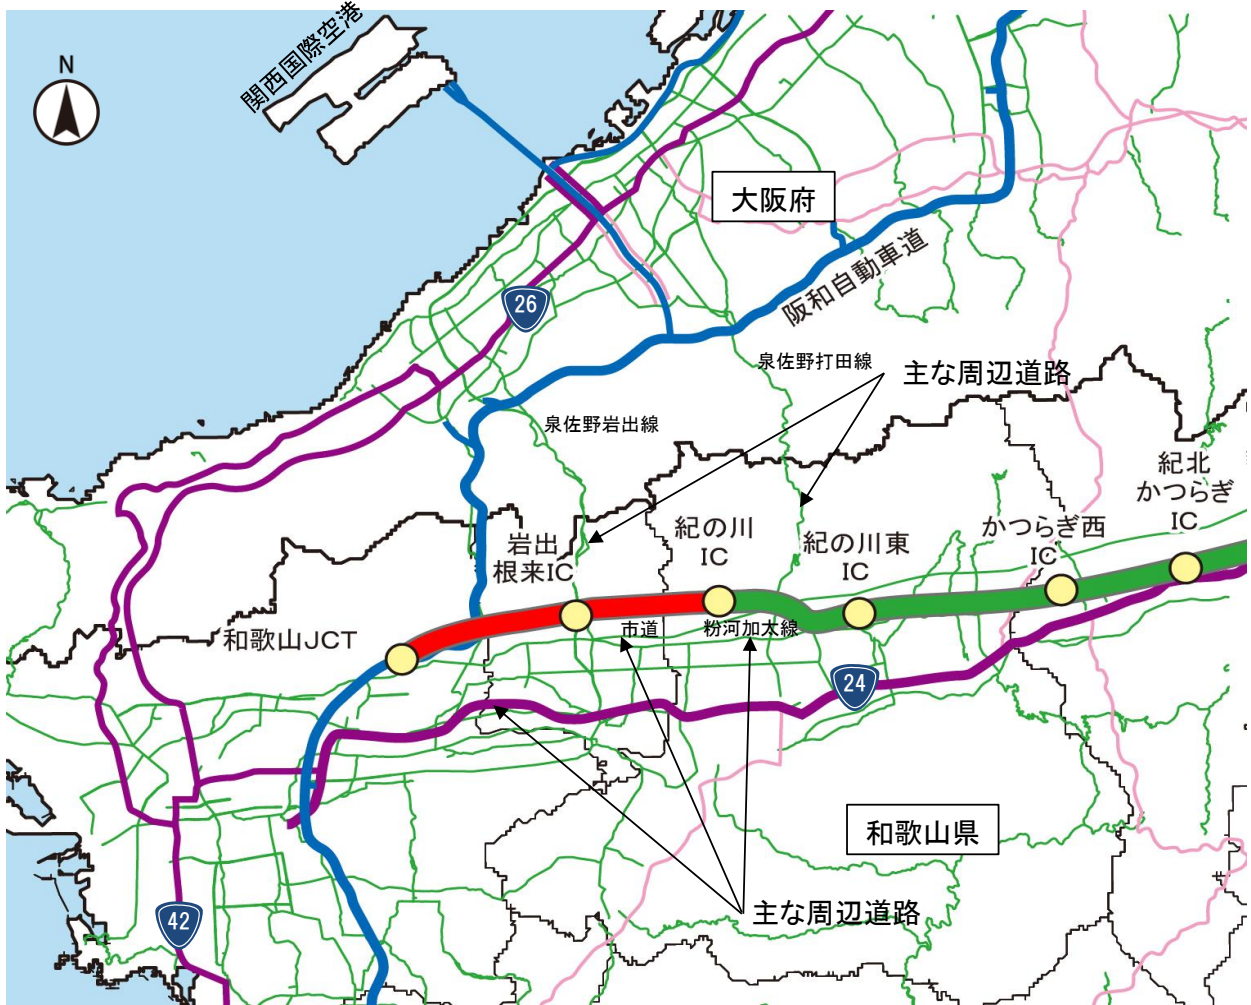 関西国際空港
N
大阪府
26
阪和自動車道
泉佐野打田線
主な周辺道路
泉佐野岩出線
紀北
かつらぎ
IC
岩出
根来IC
紀の川
IC
紀の川東
IC
かつらぎ西
IC
和歌山JCT
市道
粉河加太線
24
和歌山県
主な周辺道路
42